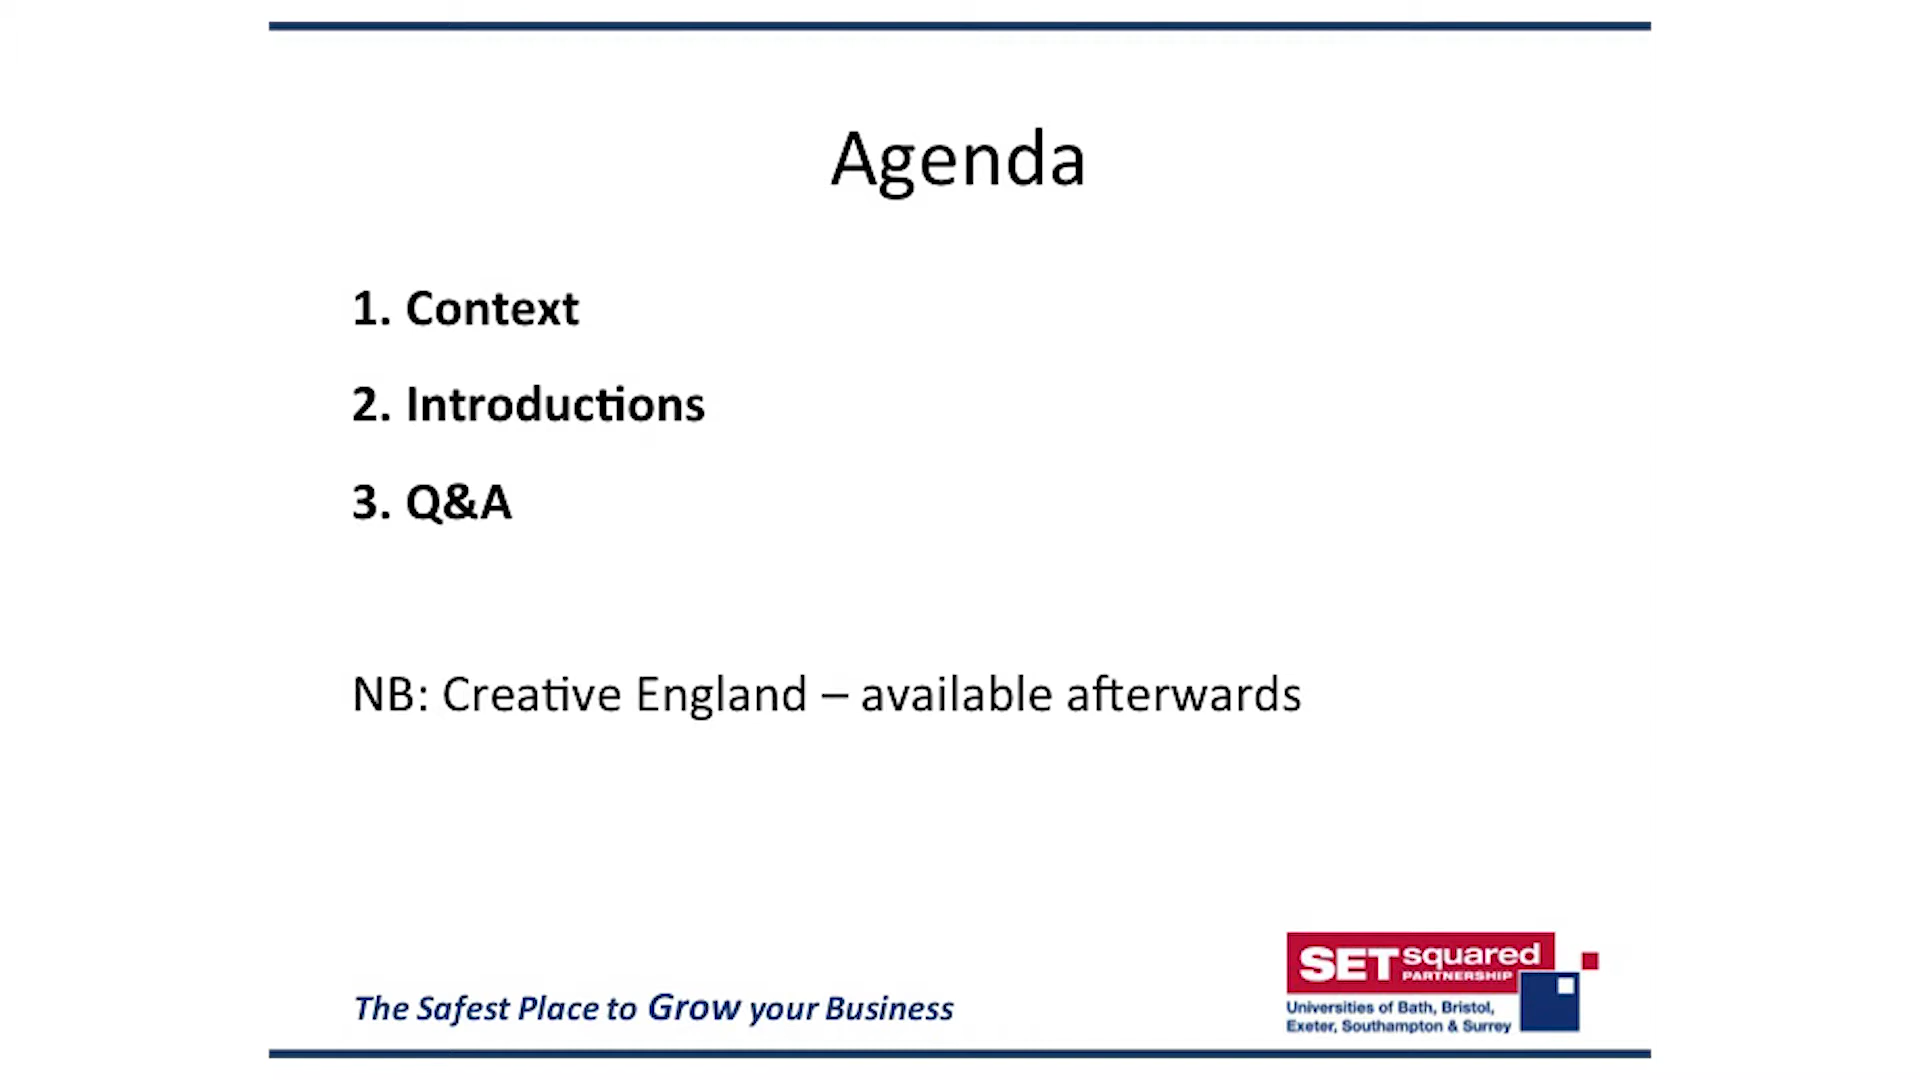 Agenda
1. Context
2. Introductions
3. Q&A
NB: Creative England – available afterwards
The Safest Place to Grow your Business
SETsquared
PARTNERSHIP
Universities of Bath, Bristol,
Exeter, Southampton & Surrey